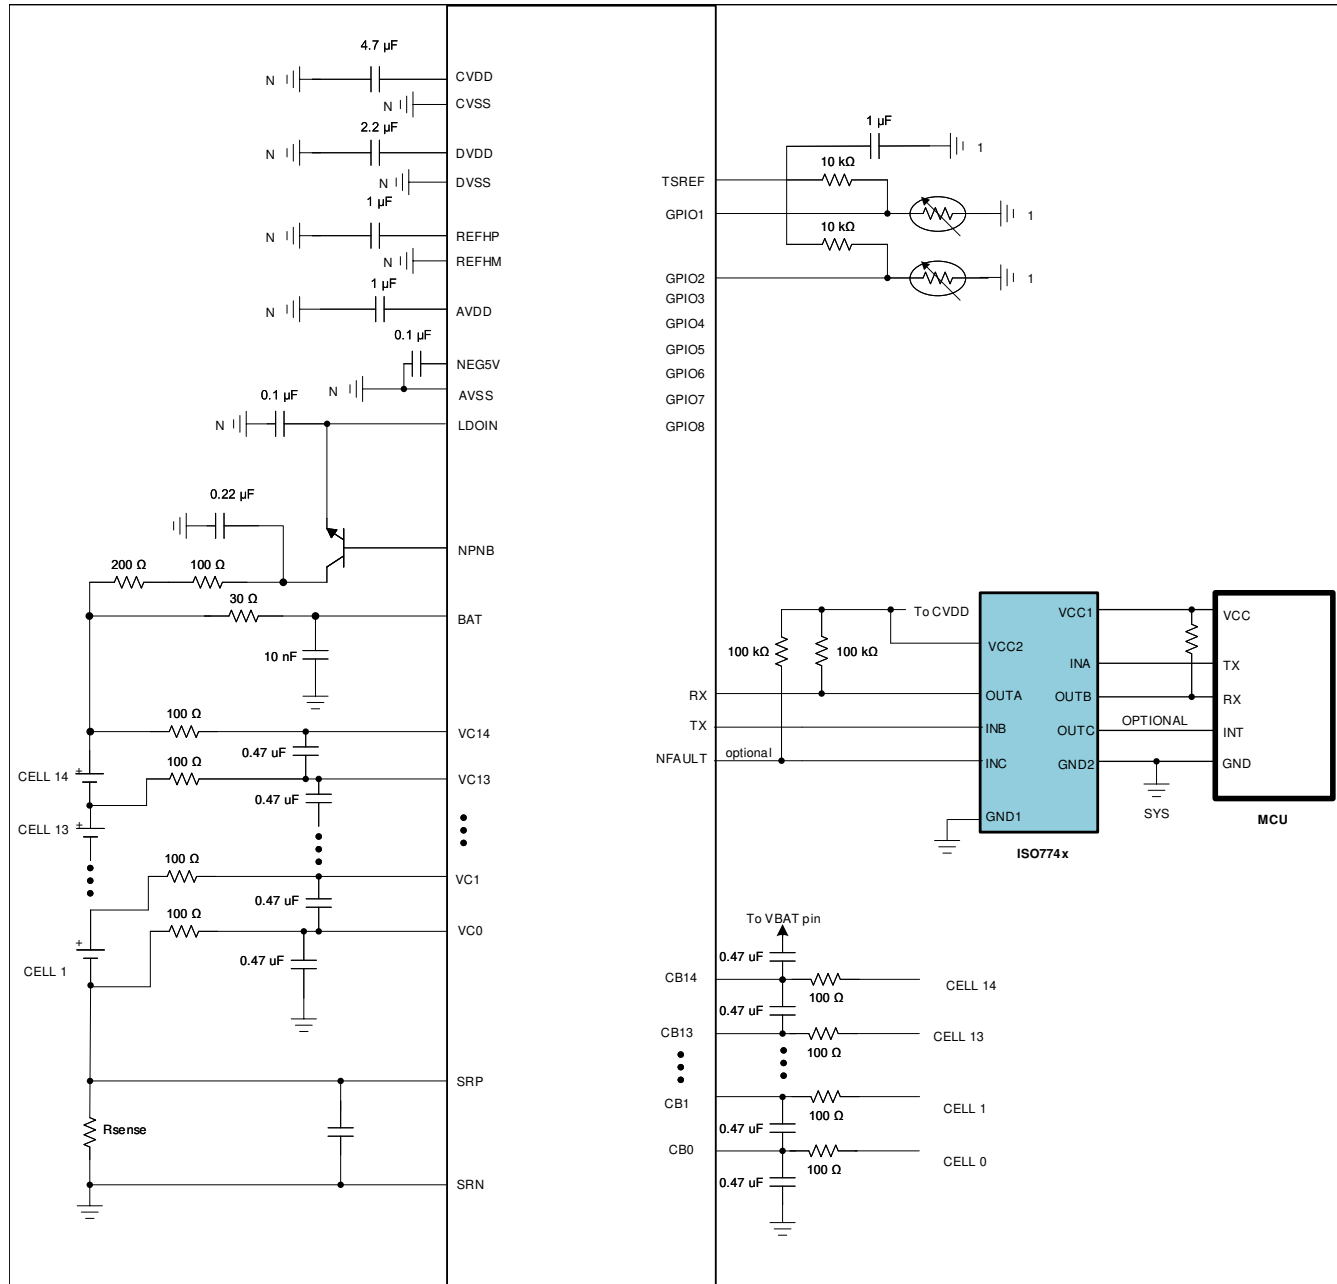 4.7 µF
N
CVDD
N
CVSS
2.2 µF
N
DVDD
N
DVSS
1 µF
N
REFHP
N
REFHM
1 µF
N
AVDD
0.1 µF
NEG5V
N
AVSS
0.1 µF
N
LDOIN
0.22 µF
NPNB
200 Ω
100 Ω
30 Ω
BAT
10 nF
100 Ω
VC14
0.47 uF
CELL 14
100 Ω
VC13
0.47 uF
CELL 13
100 Ω
VC1
0.47 uF
100 Ω
VC0
0.47 uF
CELL 1
SRP
Rsense
SRN
1 µF
1
10 kΩ
TSREF
GPIO1
1
10 kΩ
GPIO2
1
GPIO3
GPIO4
GPIO5
GPIO6
GPIO7
GPIO8
To CVDD
100 kΩ
100 kΩ
RX
TX
NFAULT
optional
VCC1
VCC2
INA
OUTA
OUTB
INB
OUTC
INC
GND2
GND1
ISO774x
OPTIONAL
SYS
VCC
TX
RX
INT
GND
MCU
To VBAT pin
0.47 uF
CB14
100 Ω
CELL 14
0.47 uF
CB13
100 Ω
CELL 13
CB1
100 Ω
CELL 1
0.47 uF
CB0
100 Ω
CELL 0
0.47 uF